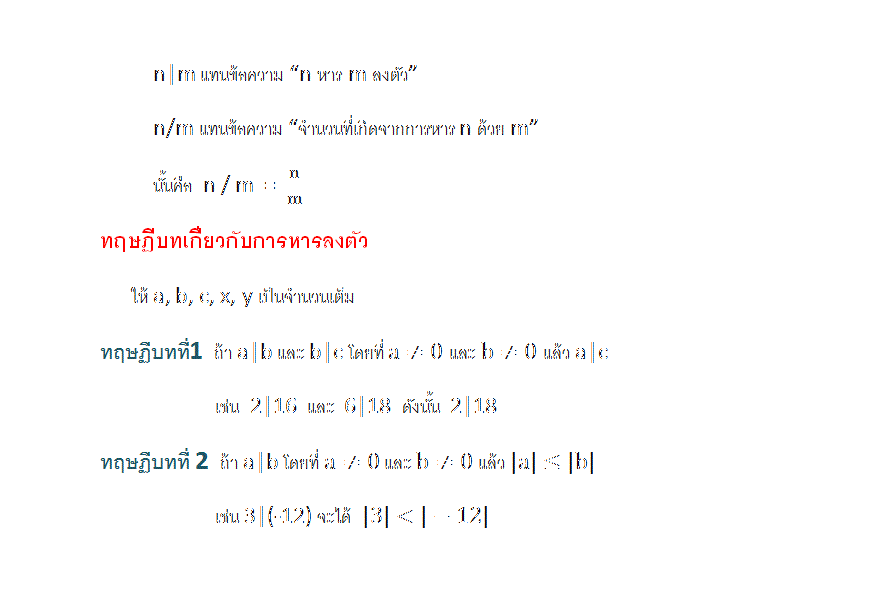 n|m แทนข้อความ “n หาร m ลงตัว”
n/m แทนข้อความ “จำนวนที่เกิดจากการหาร n ด้วย m”
นั่นคือ n / m = n/m
ทฤษฎีบทเกี่ยวกับการหารลงตัว
ให้ a, b, c, x, y เป็นจำนวนเต็ม
ทฤษฎีบทที่1 ถ้า a|b และ b|c โดยที่ a ≠ 0 และ b ≠ 0 แล้ว a|c
เช่น 2|16 และ 6|18 ดังนั้น 2|18
ทฤษฎีบทที่ 2 ถ้า a|b โดยที่ a ≠ 0 และ b ≠ 0 แล้ว |a| ≤ |b|
เช่น 3|(-12) จะได้ |3| < |−12|